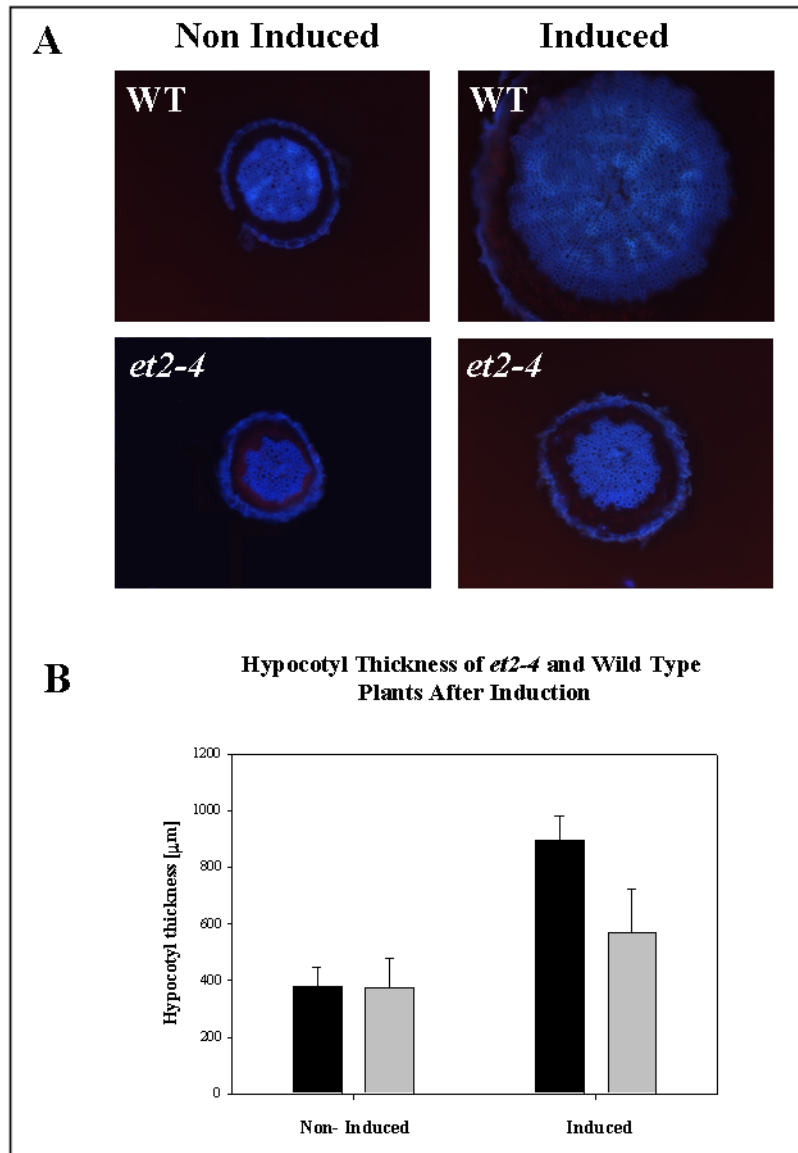 A
Non Induced
Induced
WT
WT
et2-4
et2-4
B
Hypocotyl Thickness of et2-4 and Wild Type
Plants After Induction
Hypocotyl thickness [μm]
1200
1000
800
600
400
200
0
Non- Induced
Induced